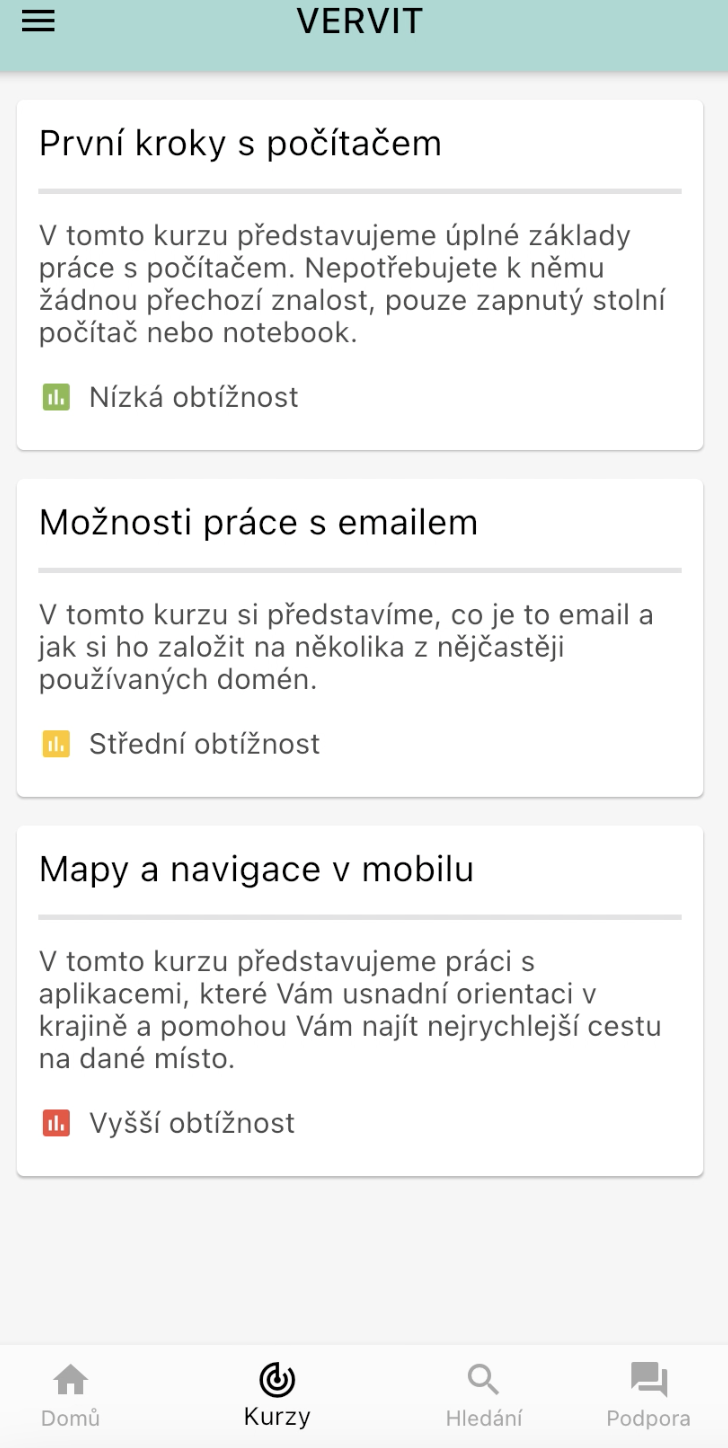 VERVIT
První kroky s počítačem
V tomto kurzu představujeme úplné základy
práce s počítačem. Nepotřebujete k němu
žádnou přechozí znalost, pouze zapnutý stolní
počítač nebo notebook.
Nízká obtížnost
Možnosti práce s emailem
V tomto kurzu si představíme, co je to email a
jak si ho založit na několika z nějčastěji
používaných domén.
Střední obtížnost
Mapy a navigace v mobilu
V tomto kurzu představujeme práci s
aplikacemi, které Vám usnadní orientaci v
krajině a pomohou Vám najít nejrychlejší cestu
na dané místo.
Vyšší obtížnost
Domů
Kurzy
Hledání
Podpora